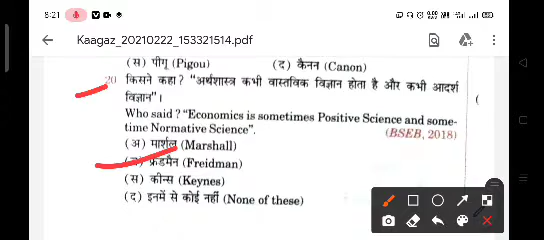 8:21
Kaagaz_20210222_153321514.pdf
(स) पीगू (Pigou) (द) कैनन (Canon)
20 किसने कहा ? “अर्थशास्त्र कभी वास्तविक विज्ञान होता है और कभी आदर्श
विज्ञान”।
Who said ? “Economics is sometimes Positive Science and some-
time Normative Science”. (BSEB, 2018)
(अ) मार्शल (Marshall)
फ्रेडमैन (Freidman)
(स) कीन्स (Keynes)
(द) इनमें से कोई नहीं (None of these)